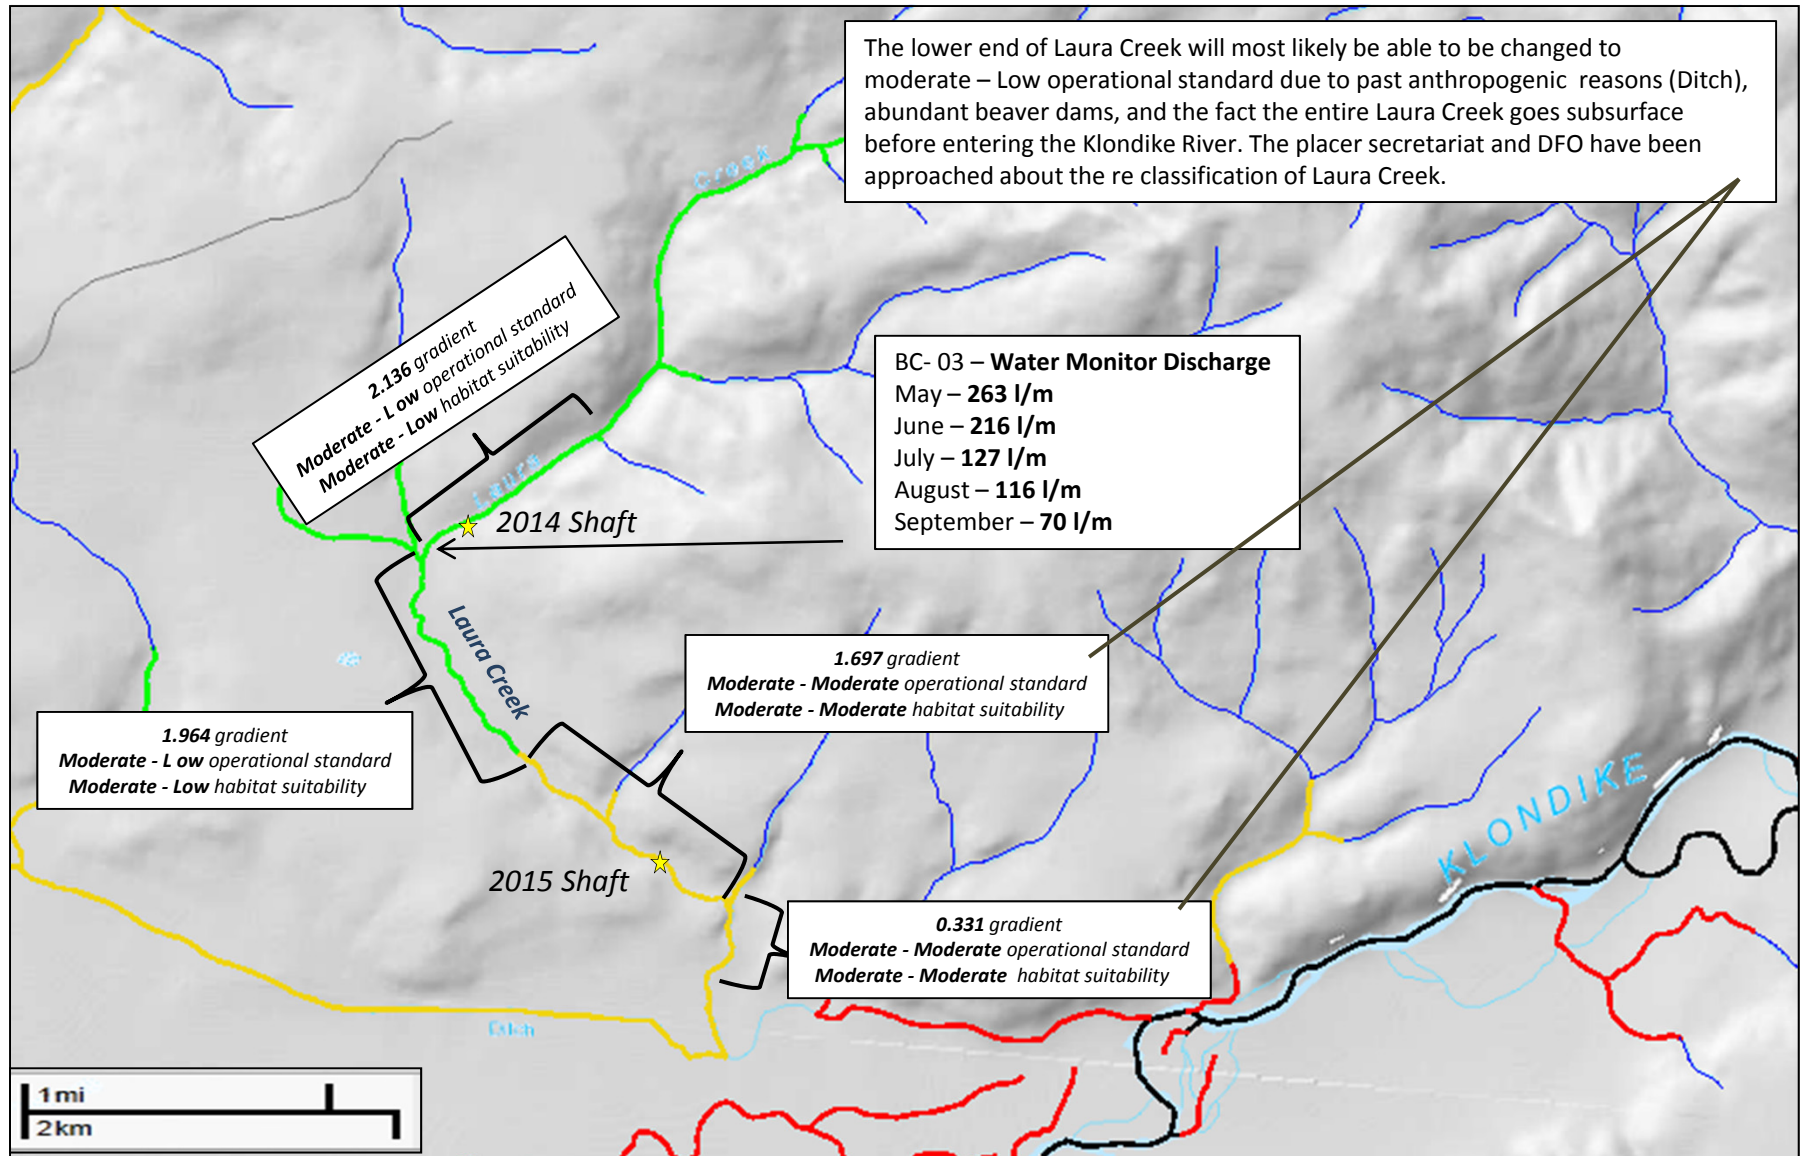 The lower end of Laura Creek will most likely be able to be changed to
moderate – Low operational standard due to past anthropogenic reasons (Ditch),
abundant beaver dams, and the fact the entire Laura Creek goes subsurface
before entering the Klondike River. The placer secretariat and DFO have been
approached about the re classification of Laura Creek.
Creek
2.136 gradient
Moderate - L ow operational standard
Moderate - Low habitat suitability
BC- 03 – Water Monitor Discharge
May – 263 l/m
June – 216 l/m
July – 127 l/m
August – 116 l/m
September – 70 l/m
Laura
2014 Shaft
Laura Creek
1.697 gradient
Moderate - Moderate operational standard
Moderate - Moderate habitat suitability
1.964 gradient
Moderate - L ow operational standard
Moderate - Low habitat suitability
KLONDIKE
2015 Shaft
0.331 gradient
Moderate - Moderate operational standard
Moderate - Moderate habitat suitability
1mi
2km